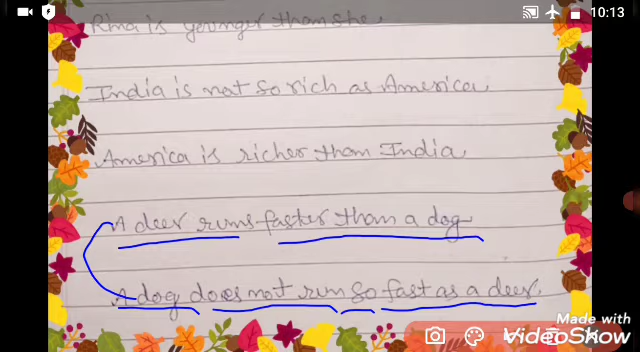 10:13
Rina is younger than she.
India is not so rich as America.
America is richer than India
A deer runs faster than a dog
A dog does not run so fast as a deer.
Made with
VideoShow